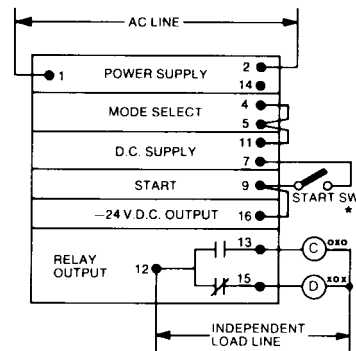 AC LINE
1 POWER SUPPLY 2
14
MODE SELECT 4
5
11
D.C. SUPPLY
7
START 9 START SW.
*
−24 V.D.C. OUTPUT 16
13 C OXO
RELAY OUTPUT 12
15 D XOX
INDEPENDENT
LOAD LINE